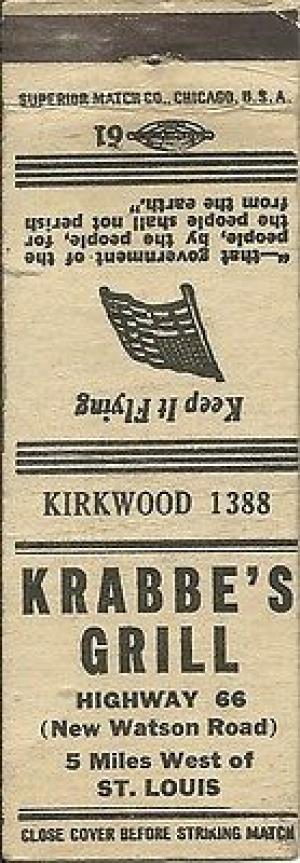 SUPERIOR MATCH CO., CHICAGO, U.S.A.
61
Keep It Flying
"—that government of the
people, by the people, for
the people shall not perish
from the earth."
KIRKWOOD 1388
KRABBE'S
GRILL
HIGHWAY 66
(New Watson Road)
5 Miles West of
ST. LOUIS
CLOSE COVER BEFORE STRIKING MATCH